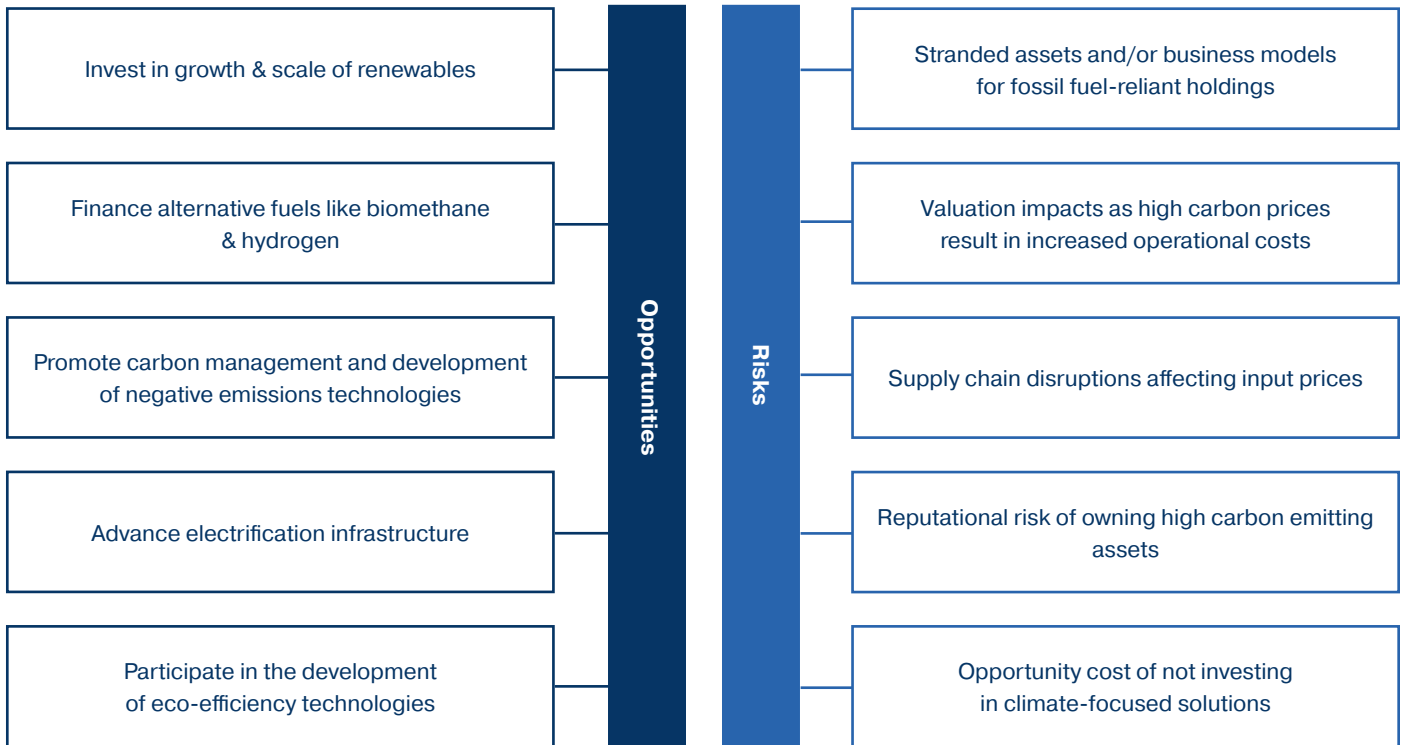 Invest in growth & scale of renewables
Finance alternative fuels like biomethane
& hydrogen
Promote carbon management and development
of negative emissions technologies
Advance electrification infrastructure
Participate in the development
of eco-efficiency technologies
Opportunities
Risks
Stranded assets and/or business models
for fossil fuel-reliant holdings
Valuation impacts as high carbon prices
result in increased operational costs
Supply chain disruptions affecting input prices
Reputational risk of owning high carbon emitting
assets
Opportunity cost of not investing
in climate-focused solutions